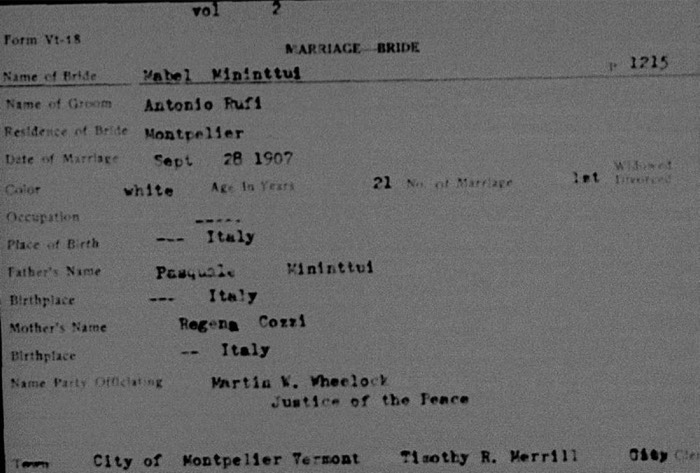 vol 2
Form Vt-18
MARRIAGE—BRIDE
Name of Bride Mabel Mininttui p 1215
Name of Groom Antonio Rufi
Residence of Bride Montpelier
Date of Marriage Sept 28 1907
Color white Age In Years 21 No. of Marriage 1st Widowed Divorced
Occupation -----
Place of Birth --- Italy
Father's Name Pasquale Mininttui
Birthplace --- Italy
Mother's Name Regena Cozzi
Birthplace -- Italy
Name Party Officiating Martin W. Wheelock
Justice of the Peace
Town City of Montpelier Vermont Timothy R. Merrill City Cler